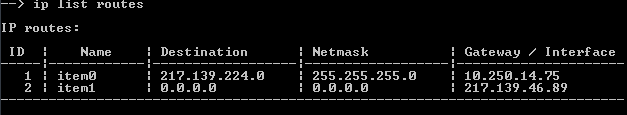 --> ip list routes
IP routes:
ID | Name | Destination | Netmask | Gateway / Interface
1 | item0 | 217.139.224.0 | 255.255.255.0 | 10.250.14.75
2 | item1 | 0.0.0.0 | 0.0.0.0 | 217.139.46.89